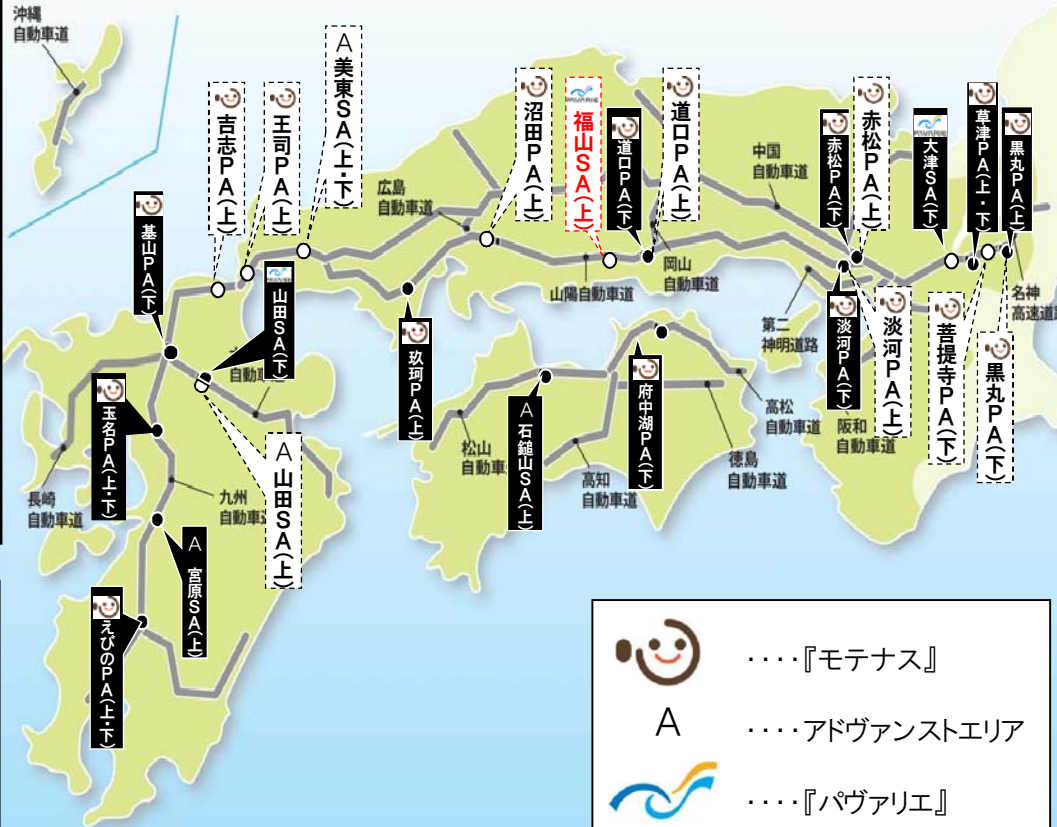 沖縄
自動車道
A 美東SA(上・下)
吉志PA(上)
王司PA(上)
沼田PA(上)
PAVARIE
福山SA(上)
道口PA(下)
道口PA(上)
中国
自動車道
赤松PA(下)
赤松PA(上)
PAVARIE
大津SA(下)
草津PA(上・下)
黒丸PA(上)
広島
自動車道
基山PA(下)
山田SA(下)
山陽自動車道
岡山
自動車道
第二
神明道路
名神
高速道路
淡河PA(下)
淡河PA(上)
菩提寺PA(下)
黒丸PA(下)
玖珂PA(上)
自動車
玉名PA(上・下)
A 山田SA(上)
A 石鎚山SA(上)
府中湖PA(下)
松山
自動車道
高知
自動車道
徳島
自動車道
高松
自動車道
阪和
自動車道
長崎
自動車道
九州
自動車道
A 宮原SA(上)
えびのPA(上・下)
････『モテナス』
A ････アドヴァンストエリア
････『パヴァリエ』